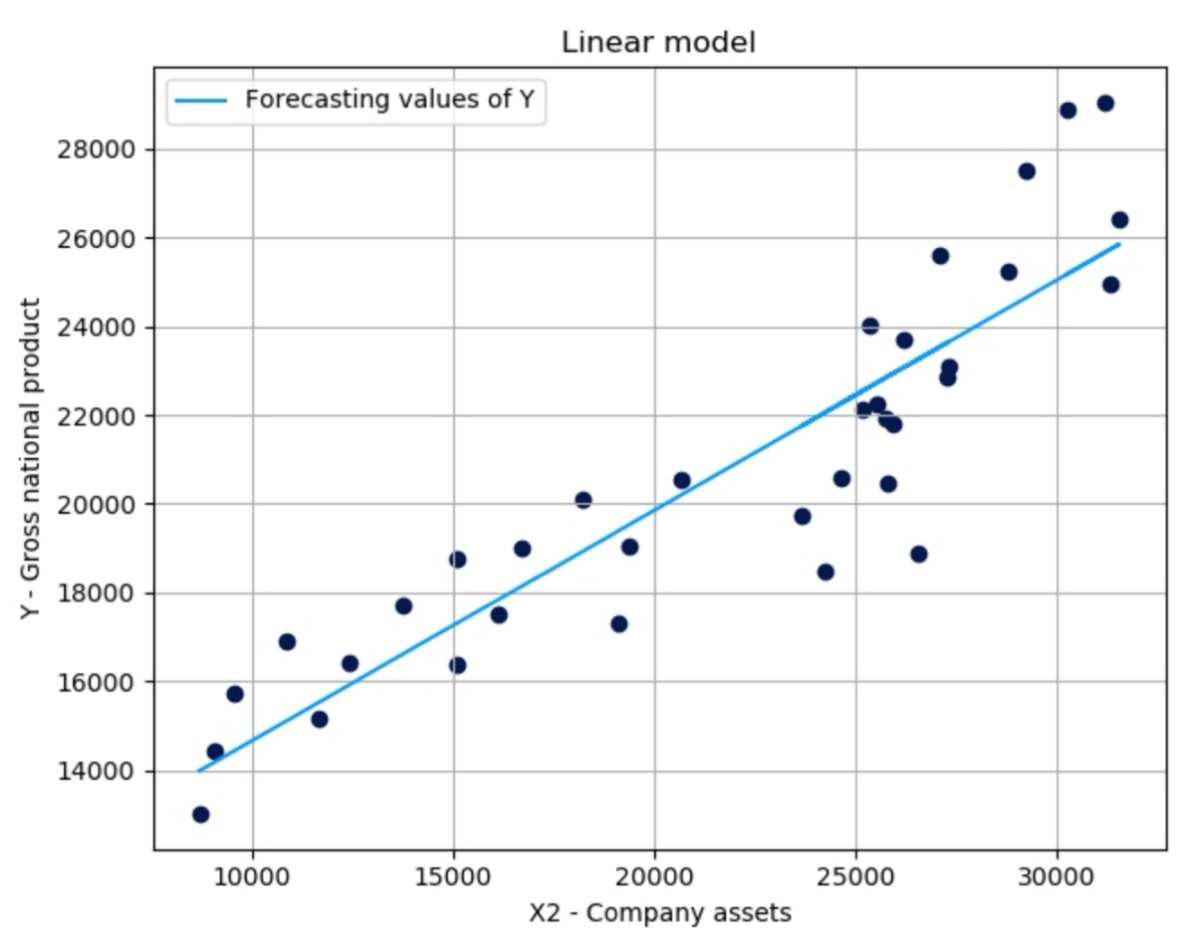 Linear model
Forecasting values of Y
28000
26000
24000
22000
20000
18000
16000
14000
Y - Gross national product
10000 15000 20000 25000 30000
X2 - Company assets